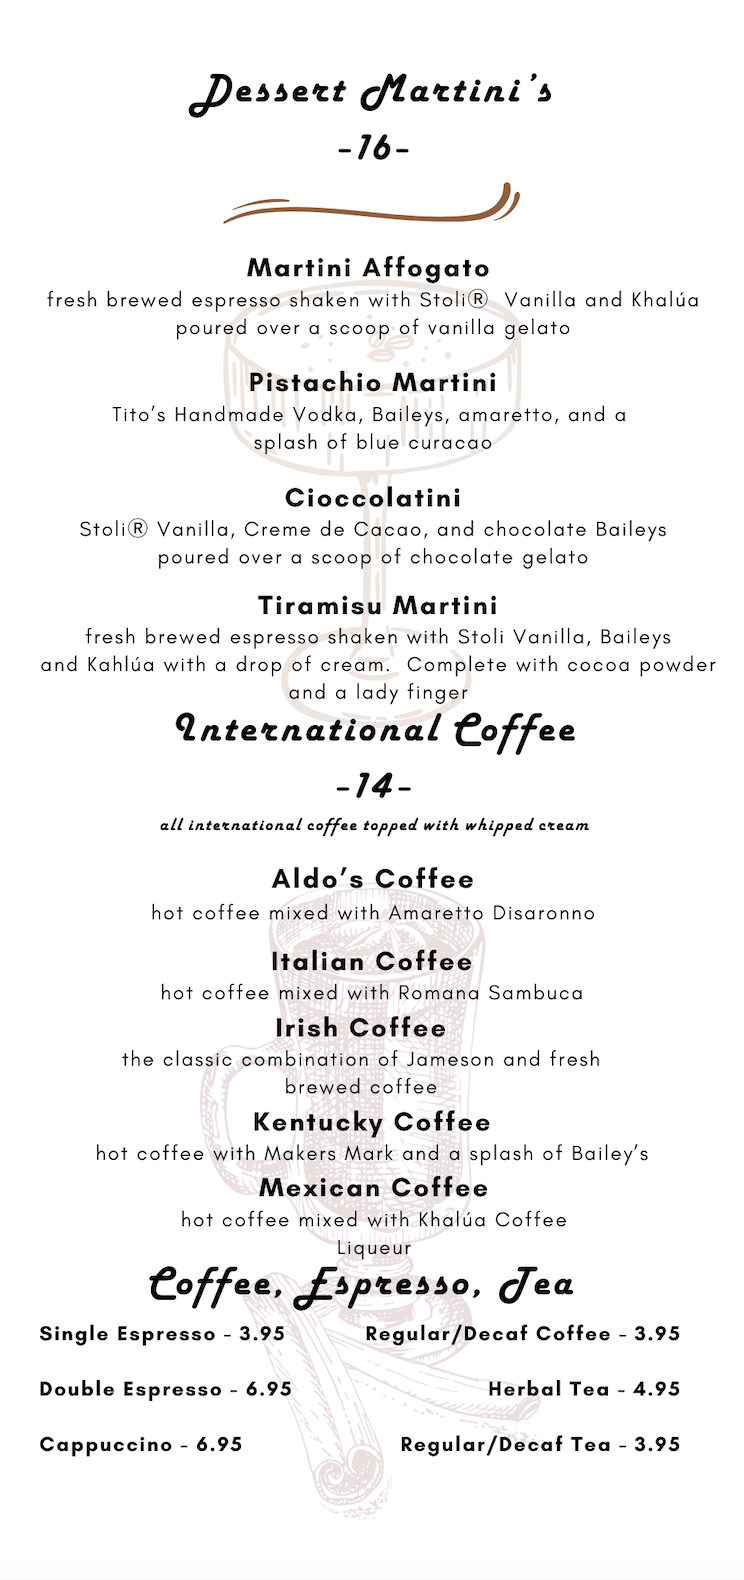 Dessert Martini's
-16-
Martini Affogato
fresh brewed espresso shaken with Stoli® Vanilla and Khalúa
poured over a scoop of vanilla gelato
Pistachio Martini
Tito's Handmade Vodka, Baileys, amaretto, and a
splash of blue curacao
Cioccolatini
Stoli® Vanilla, Creme de Cacao, and chocolate Baileys
poured over a scoop of chocolate gelato
Tiramisu Martini
fresh brewed espresso shaken with Stoli Vanilla, Baileys
and Kahlúa with a drop of cream. Complete with cocoa powder
and a lady finger
International Coffee
-14-
all international coffee topped with whipped cream
Aldo's Coffee
hot coffee mixed with Amaretto Disaronno
Italian Coffee
hot coffee mixed with Romana Sambuca
Irish Coffee
the classic combination of Jameson and fresh
brewed coffee
Kentucky Coffee
hot coffee with Makers Mark and a splash of Bailey's
Mexican Coffee
hot coffee mixed with Khalúa Coffee
Liqueur
Coffee, Espresso, Tea
Single Espresso - 3.95 Regular/Decaf Coffee - 3.95
Double Espresso - 6.95 Herbal Tea - 4.95
Cappuccino - 6.95 Regular/Decaf Tea - 3.95